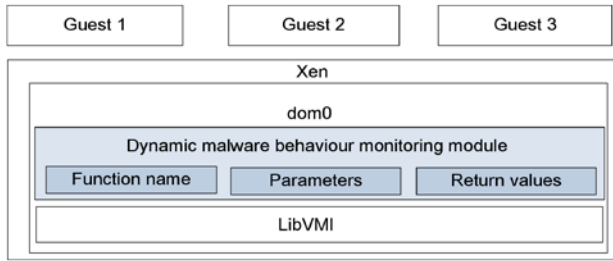 Guest 1
Guest 2
Guest 3
Xen
dom0
Dynamic malware behaviour monitoring module
Function name
Parameters
Return values
LibVMI